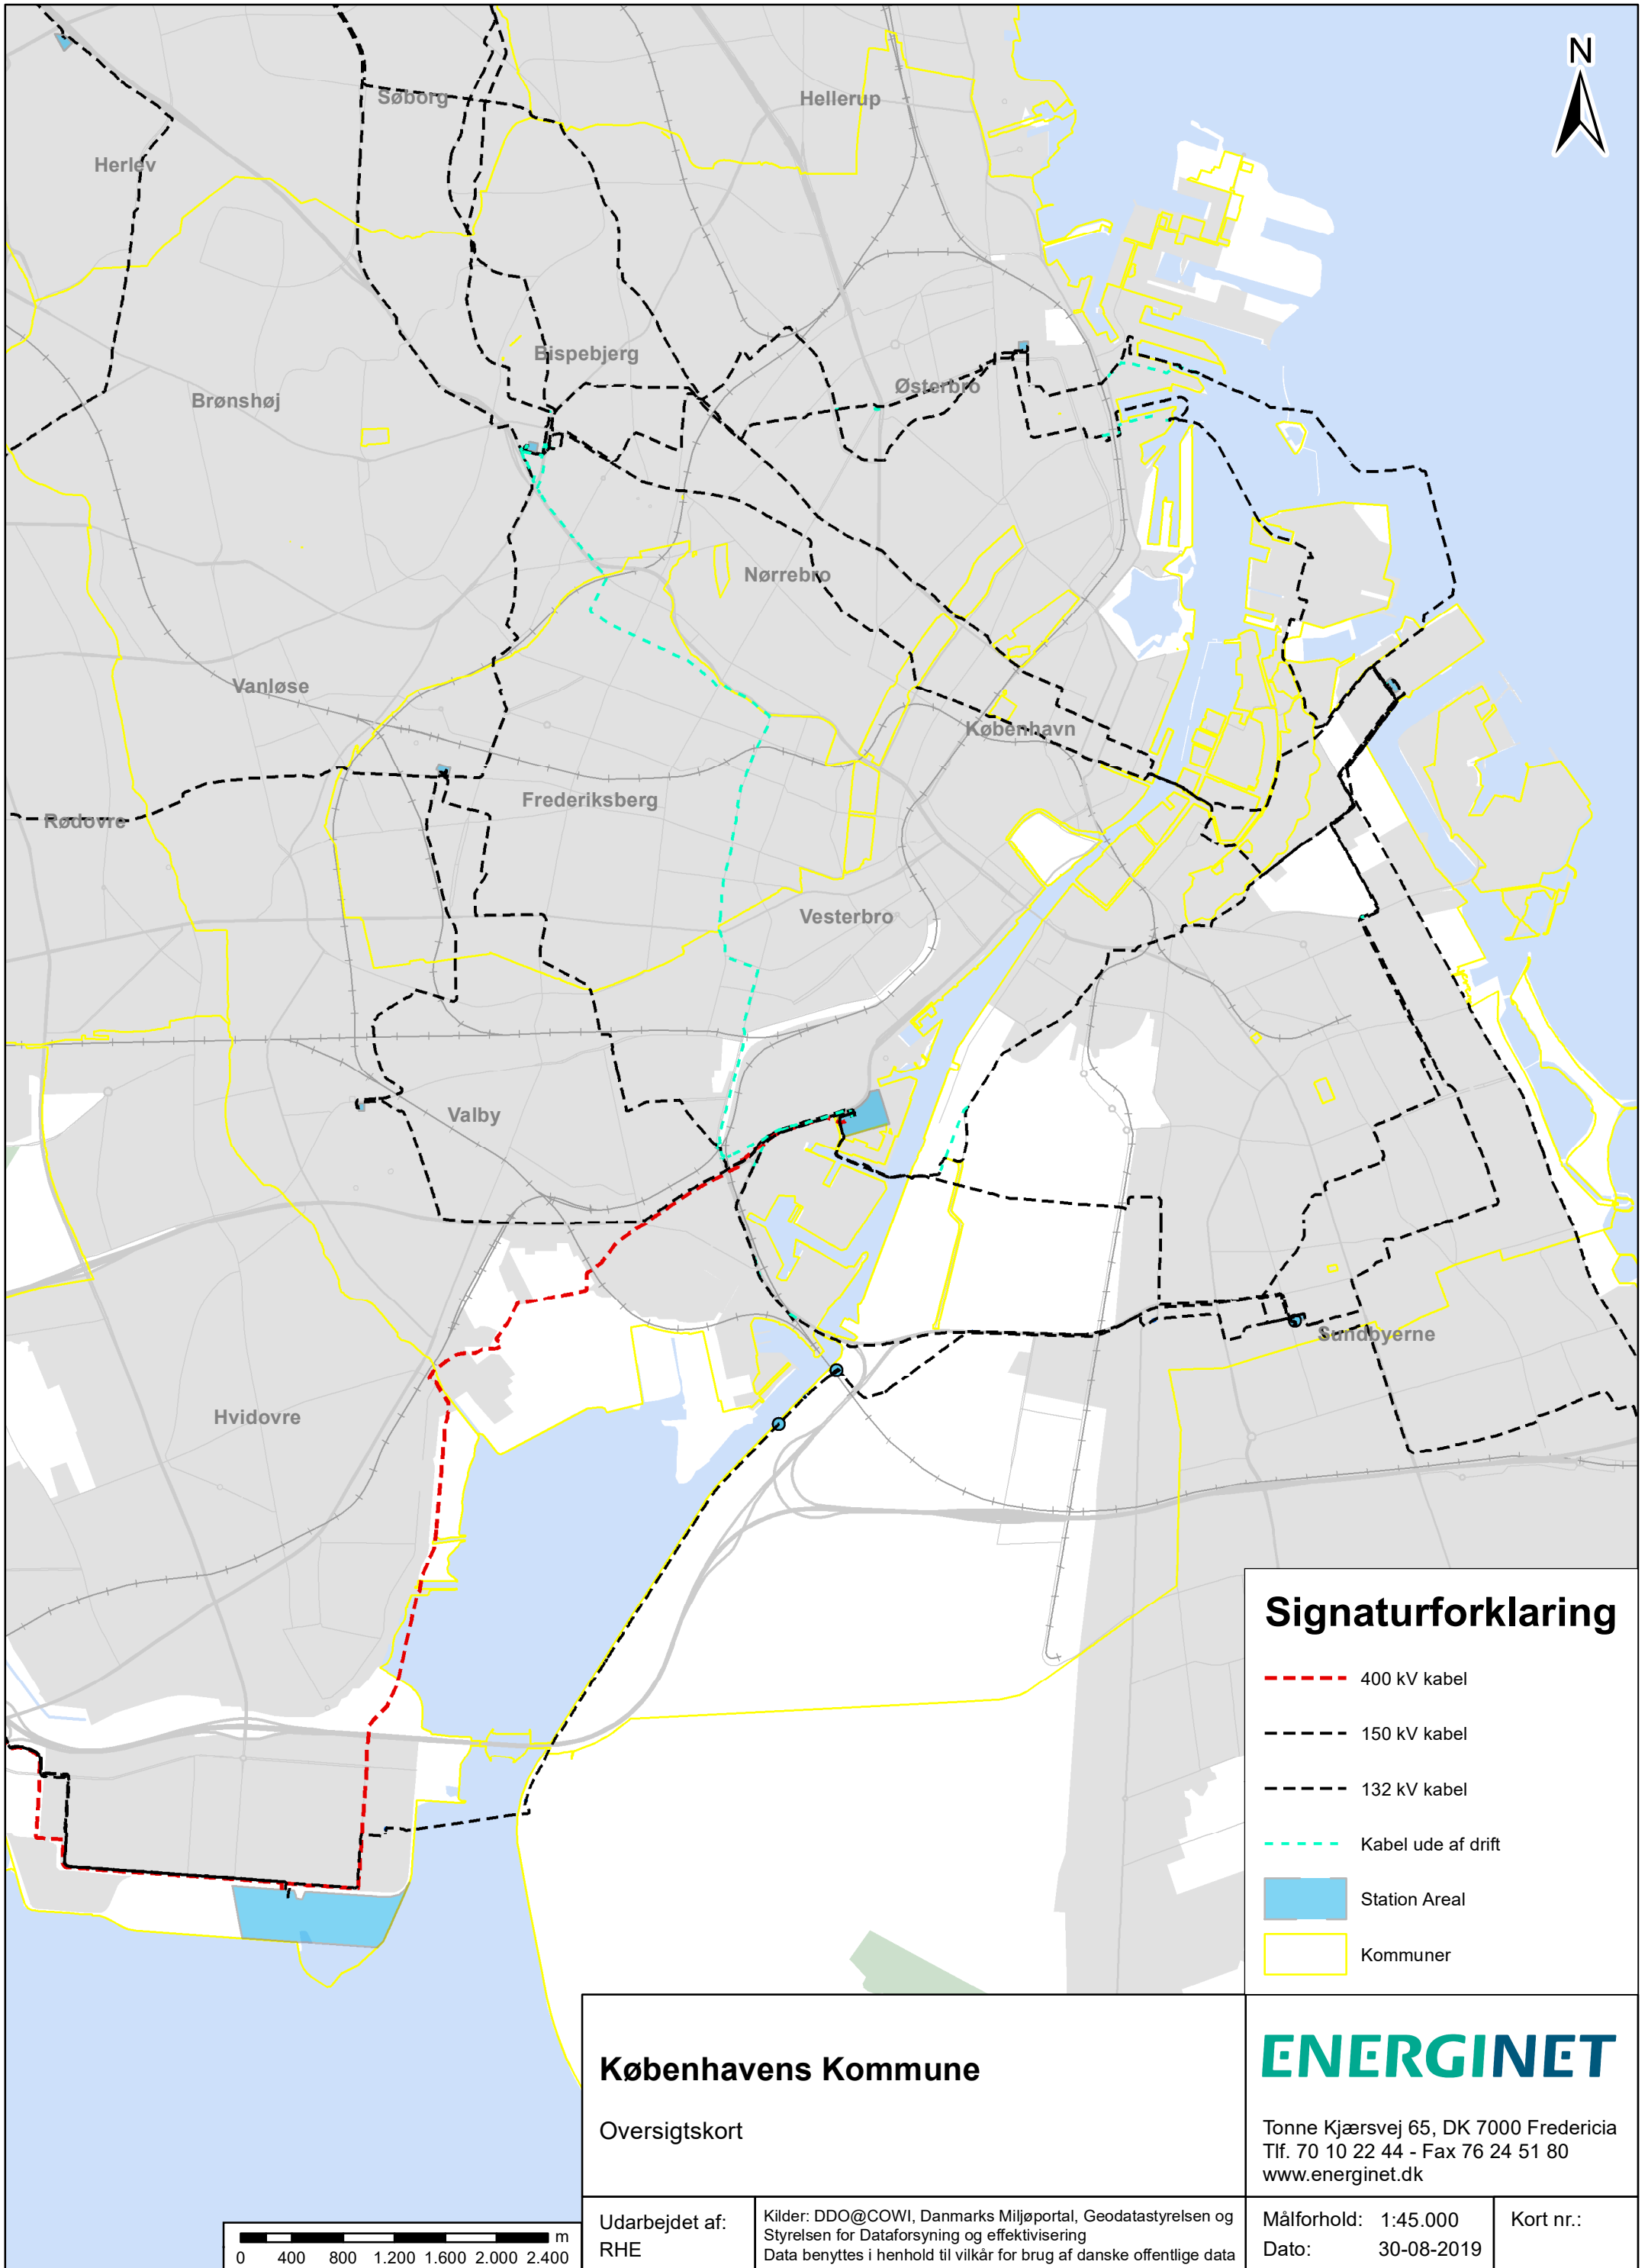 N
Søborg
Hellerup
Herlev
Bispebjerg
Østerbro
Brønshøj
Nørrebro
Vanløse
København
Frederiksberg
Rødovre
Vesterbro
Valby
Sundbyerne
Hvidovre
Signaturforklaring
400 kV kabel
150 kV kabel
132 kV kabel
Kabel ude af drift
Station Areal
Kommuner
Københavens Kommune
Oversigtskort
ENERGINET
Tonne Kjærsvej 65, DK 7000 Fredericia
Tlf. 70 10 22 44 - Fax 76 24 51 80
www.energinet.dk
Udarbejdet af:
RHE
Kilder: DDO@COWI, Danmarks Miljøportal, Geodatastyrelsen og
Styrelsen for Dataforsyning og effektivisering
Data benyttes i henhold til vilkår for brug af danske offentlige data
Målforhold: 1:45.000
Dato: 30-08-2019
Kort nr.:
m
0 400 800 1.200 1.600 2.000 2.400